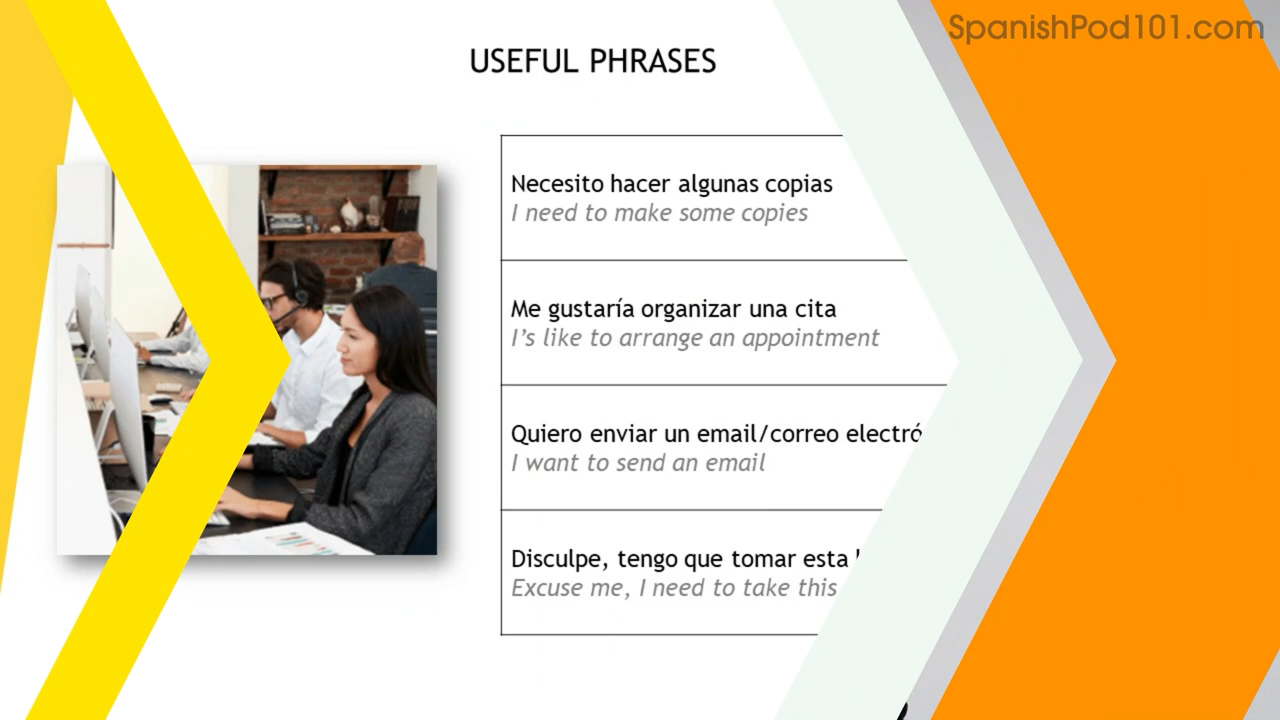 SpanishPod101.com
USEFUL PHRASES
Necesito hacer algunas copias
I need to make some copies
Me gustaría organizar una cita
I's like to arrange an appointment
Quiero enviar un email/correo electró
I want to send an email
Disculpe, tengo que tomar esta
Excuse me, I need to take this